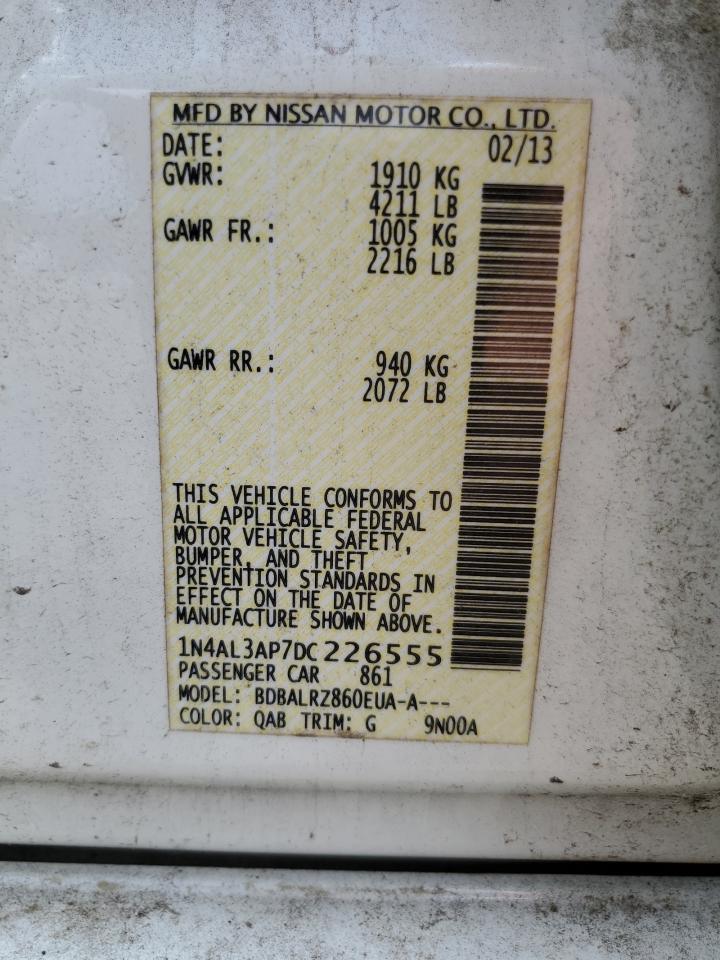 MFD BY NISSAN MOTOR CO., LTD.
DATE: 02/13
GVWR: 1910 KG
4211 LB
GAWR FR.: 1005 KG
2216 LB
GAWR RR.: 940 KG
2072 LB
THIS VEHICLE CONFORMS TO
ALL APPLICABLE FEDERAL
MOTOR VEHICLE SAFETY,
BUMPER, AND THEFT
PREVENTION STANDARDS IN
EFFECT ON THE DATE OF
MANUFACTURE SHOWN ABOVE.
1N4AL3AP7DC226555
PASSENGER CAR 861
MODEL: BDBALRZ860EUA-A---
COLOR: QAB TRIM: G 9N00A